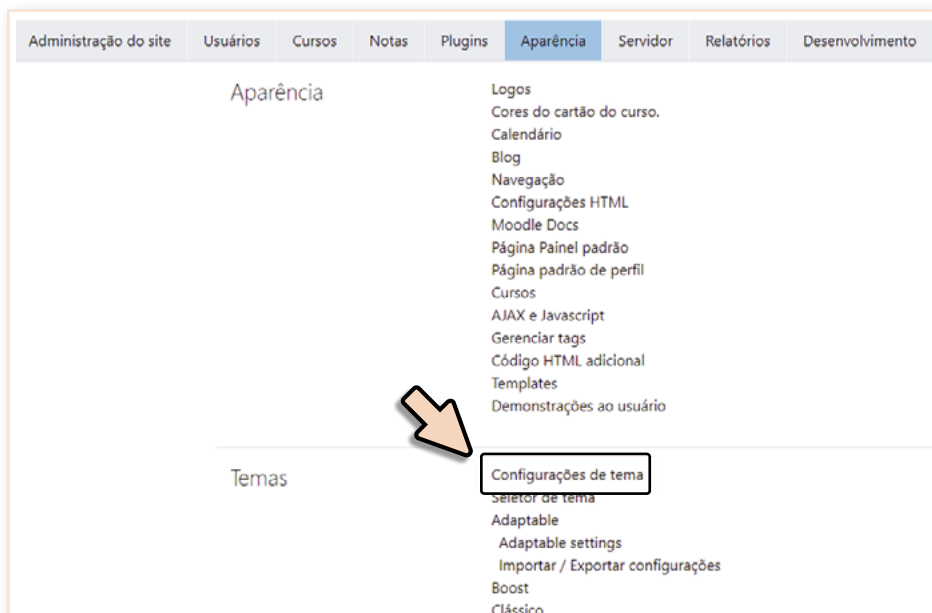 Administração do site Usuários Cursos Notas Plugins Aparência Servidor Relatórios Desenvolvimento
Aparência
Logos
Cores do cartão do curso.
Calendário
Blog
Navegação
Configurações HTML
Moodle Docs
Página Painel padrão
Página padrão de perfil
Cursos
AJAX e Javascript
Gerenciar tags
Código HTML adicional
Templates
Demonstrações ao usuário
Temas
Configurações de tema
Seletor de tema
Adaptable
Adaptable settings
Importar / Exportar configurações
Boost
Clássico